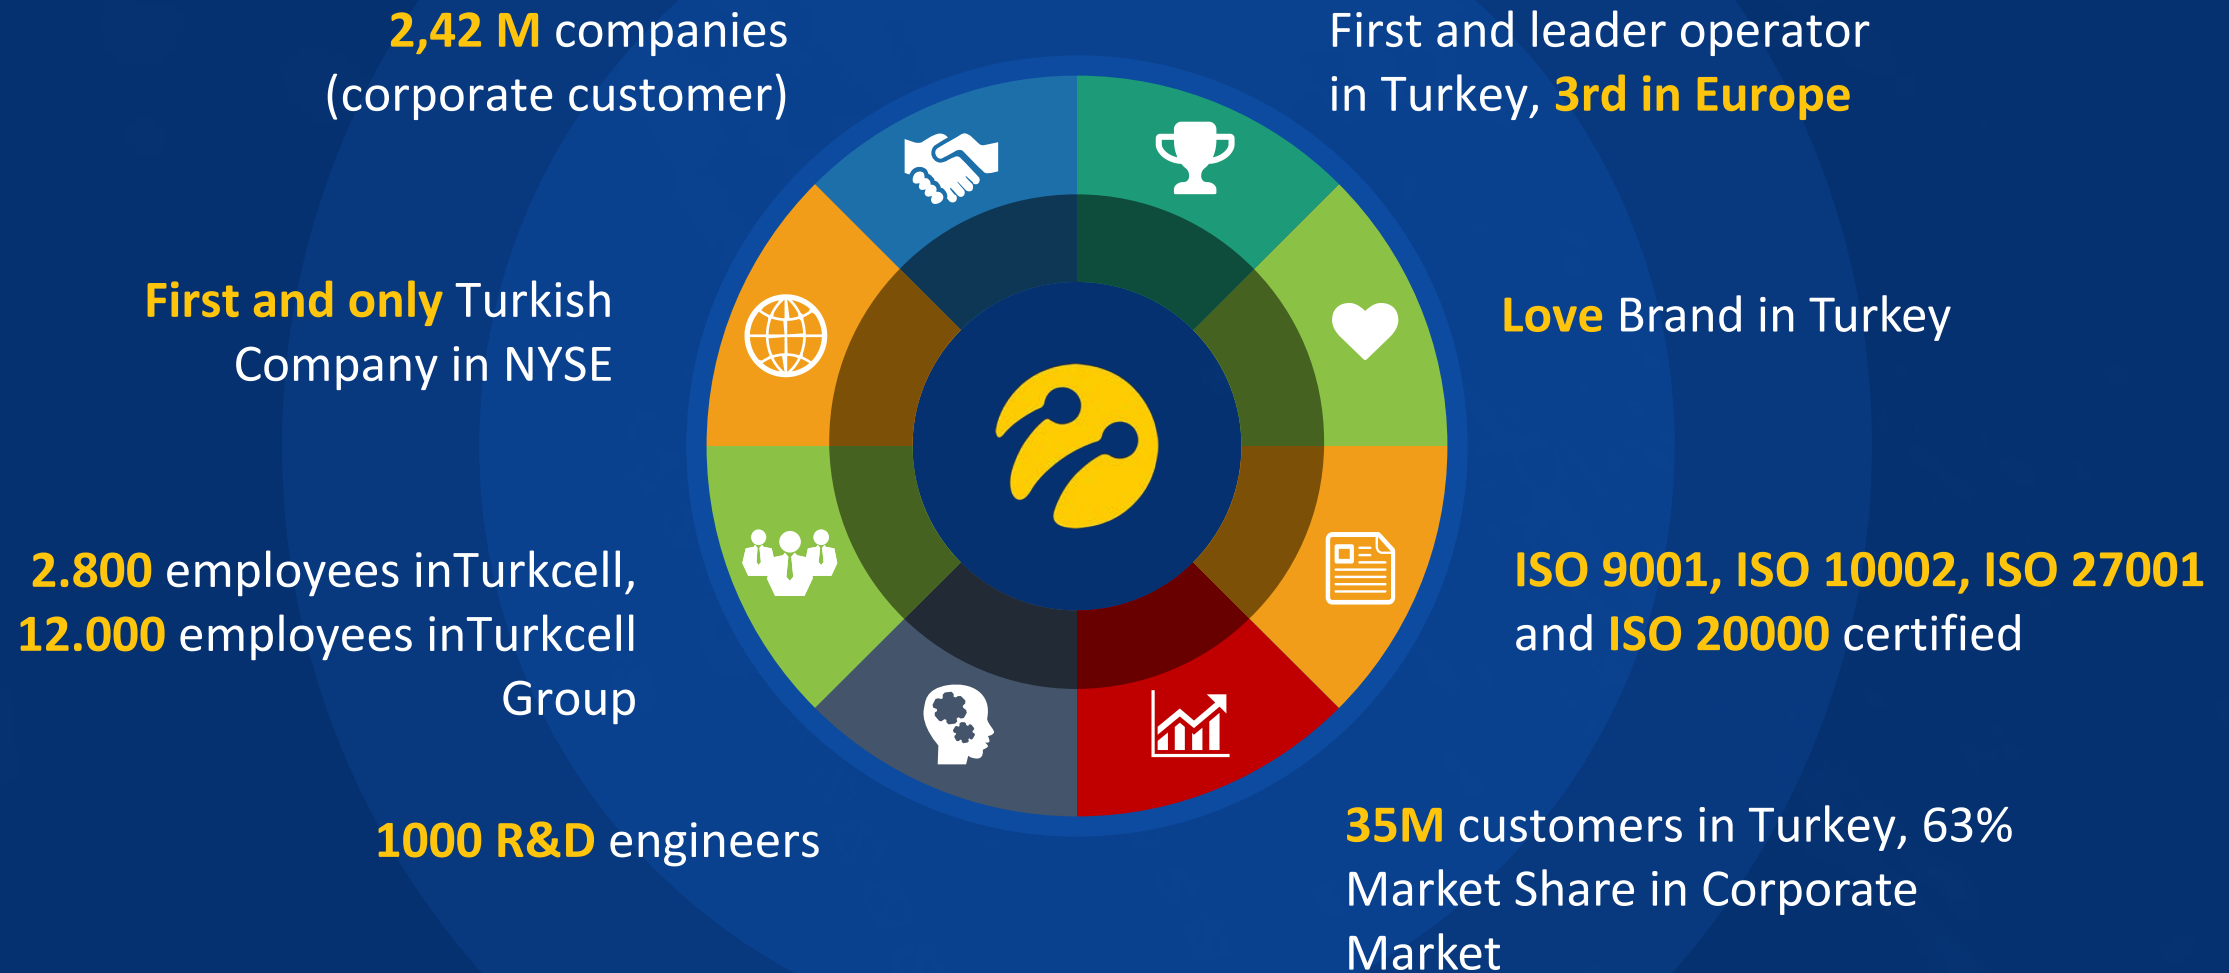 2,42 M companies
(corporate customer)
First and leader operator
in Turkey, 3rd in Europe
First and only Turkish
Company in NYSE
Love Brand in Turkey
2.800 employees inTurkcell,
12.000 employees inTurkcell
Group
ISO 9001, ISO 10002, ISO 27001
and ISO 20000 certified
1000 R&D engineers
35M customers in Turkey, 63%
Market Share in Corporate
Market